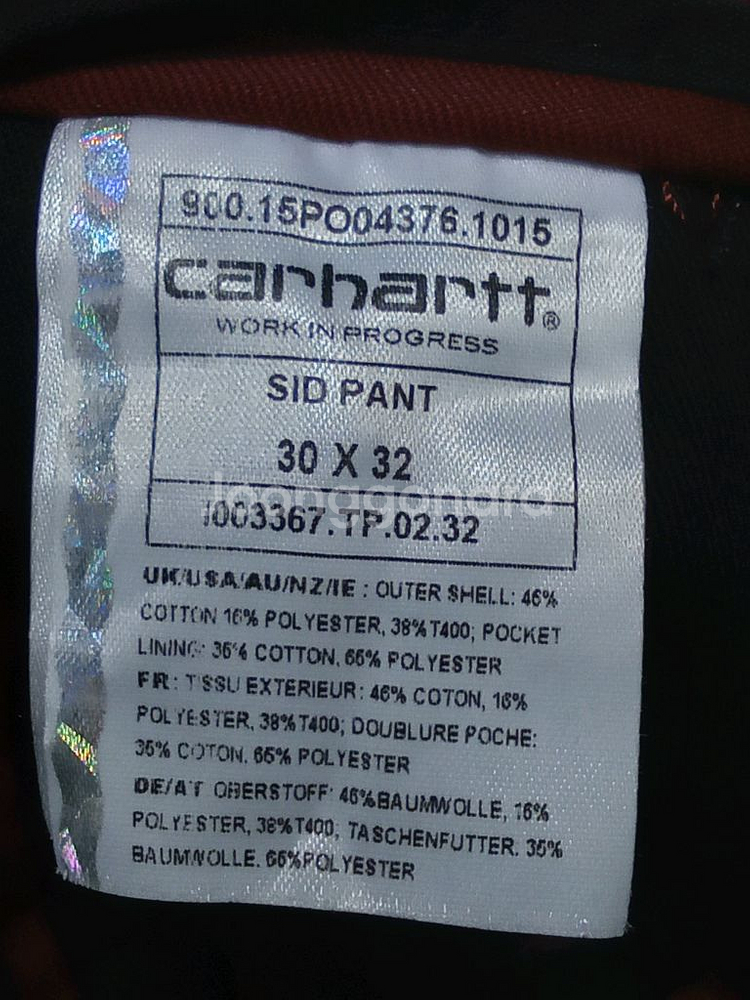 900.15PO04376.1015
carhartt®
WORK IN PROGRESS
SID PANT
30 X 32
I003367.TP.02.32
UK/USA/AU/NZ/IE : OUTER SHELL: 46%
COTTON 16% POLYESTER, 38% T400; POCKET
LINING: 35% COTTON, 65% POLYESTER
FR: TISSU EXTERIEUR: 46% COTON, 16%
POLYESTER, 38% T400; DOUBLURE POCHE:
35% COTON, 65% POLYESTER
DE/AT OBERSTOFF: 46%BAUMWOLLE, 16%
POLYESTER, 38% T400; TASCHENFUTTER. 35%
BAUMWOLLE. 65%POLYESTER